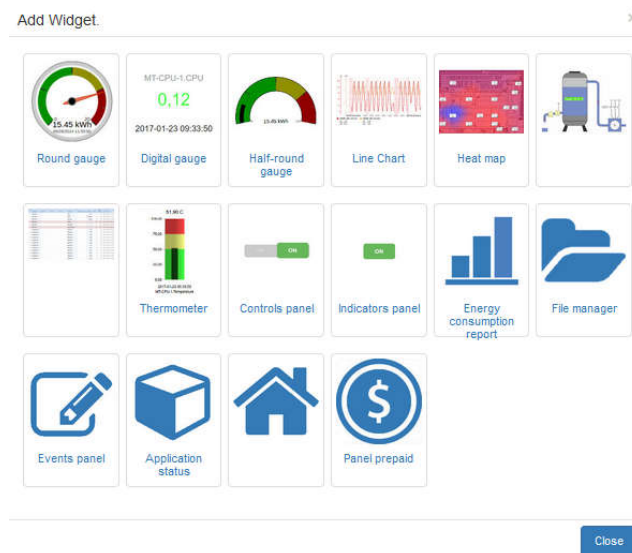 Add Widget.
15.45 kWh
Round gauge
MT-CPU-1.CPU
0,12
2017-01-23 09:33:50
Digital gauge
15.45 kWh
Half-round
gauge
Line Chart
Heat map
51,60 C
Thermometer
ON
Controls panel
ON
Indicators panel
Energy
consumption
report
File manager
Events panel
Application
status
$
Panel prepaid
Close